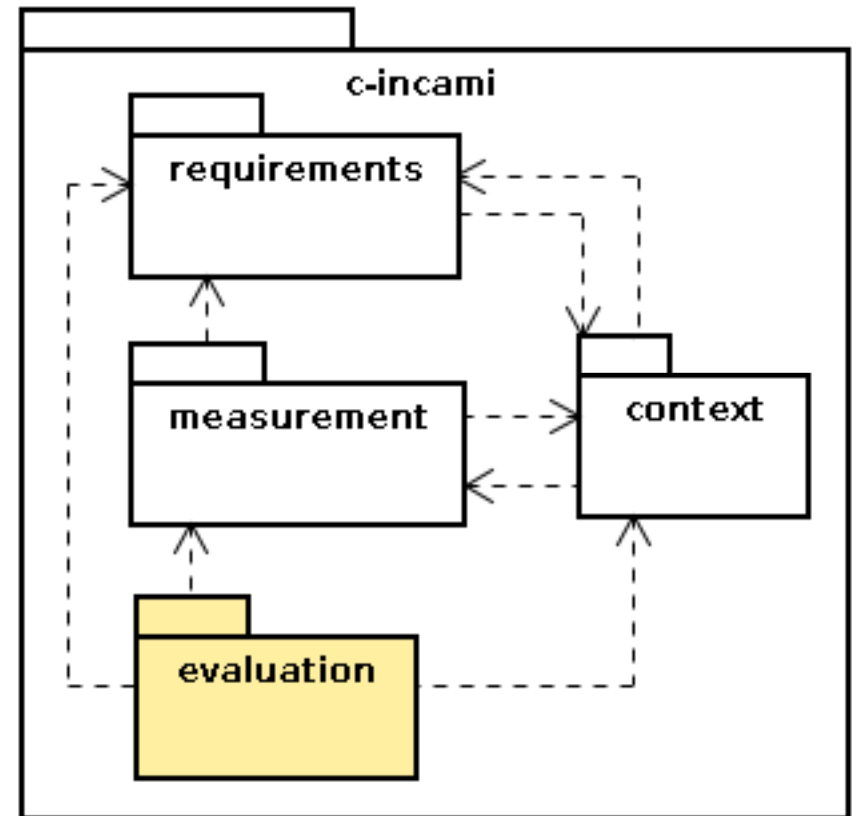 c-incami
requirements
measurement
context
evaluation